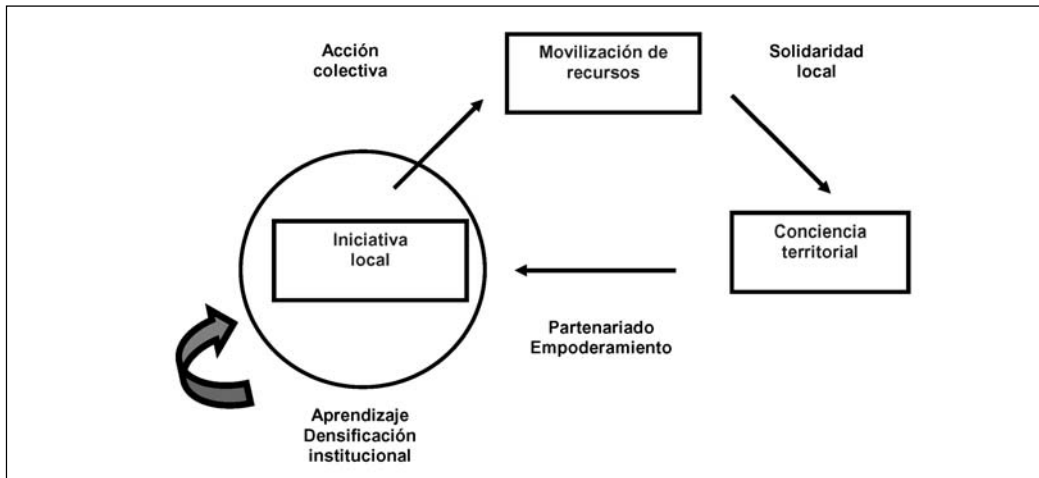 Acción
colectiva
Movilización de
recursos
Solidaridad
local
Iniciativa
local
Conciencia
territorial
Partenariado
Empoderamiento
Aprendizaje
Densificación
institucional